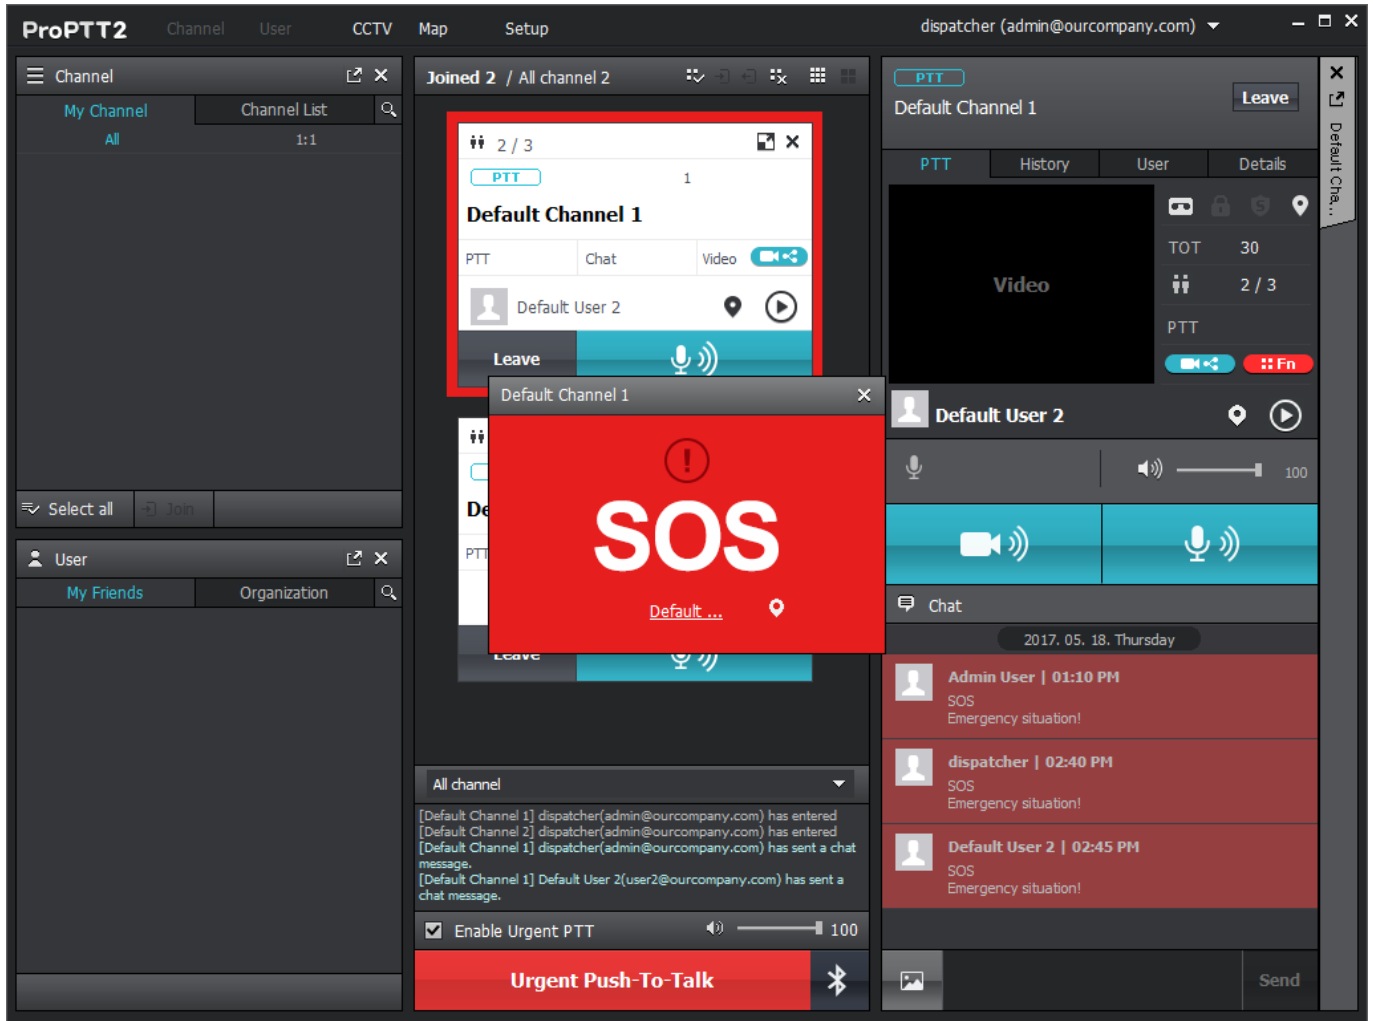 ProPTT2 Channel User CCTV Map Setup dispatcher (admin@ourcompany.com)
Channel
My Channel Channel List
All 1:1
Select all Join
User
My Friends Organization
Joined 2 / All channel 2
2 / 3
PTT 1
Default Channel 1
PTT Chat Video
Default User 2
Leave
Default Channel 1
SOS
Default ...
De
PTT
Leave
All channel
[Default Channel 1] dispatcher(admin@ourcompany.com) has entered
[Default Channel 2] dispatcher(admin@ourcompany.com) has entered
[Default Channel 1] dispatcher(admin@ourcompany.com) has sent a chat
message.
[Default Channel 1] Default User 2(user2@ourcompany.com) has sent a
chat message.
Enable Urgent PTT 100
Urgent Push-To-Talk
PTT
Default Channel 1 Leave
PTT History User Details
Video
TOT 30
2 / 3
PTT
Fn
Default User 2
100
Chat
2017. 05. 18. Thursday
Admin User | 01:10 PM
SOS
Emergency situation!
dispatcher | 02:40 PM
SOS
Emergency situation!
Default User 2 | 02:45 PM
SOS
Emergency situation!
Send
Default Cha...